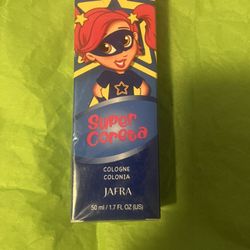 Super
Cereza
COLOGNE
COLONIA
JAFRA
50 ml / 1.7 FL OZ (US)